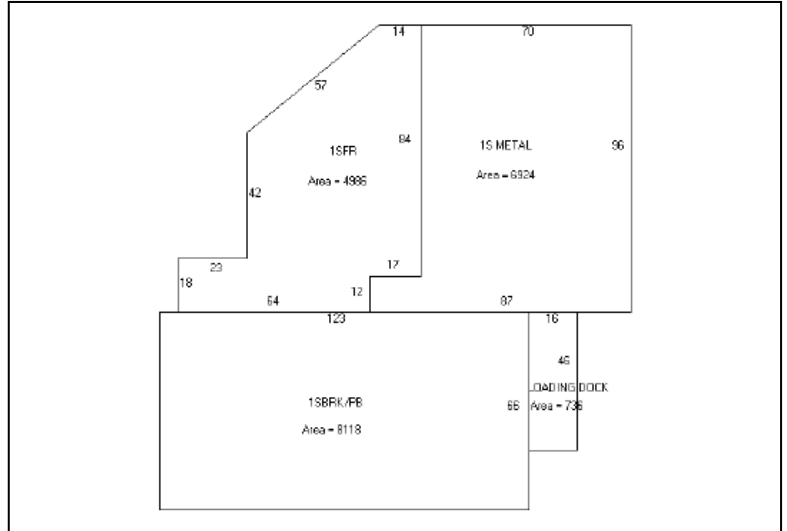 14
70
57
1SFR
Area = 4986
84
1S METAL
Area = 6924
96
42
23
18
17
12
64
87
123
16
46
1SBRK/PB
Area = 8118
66
LOADING DOCK
Area = 736